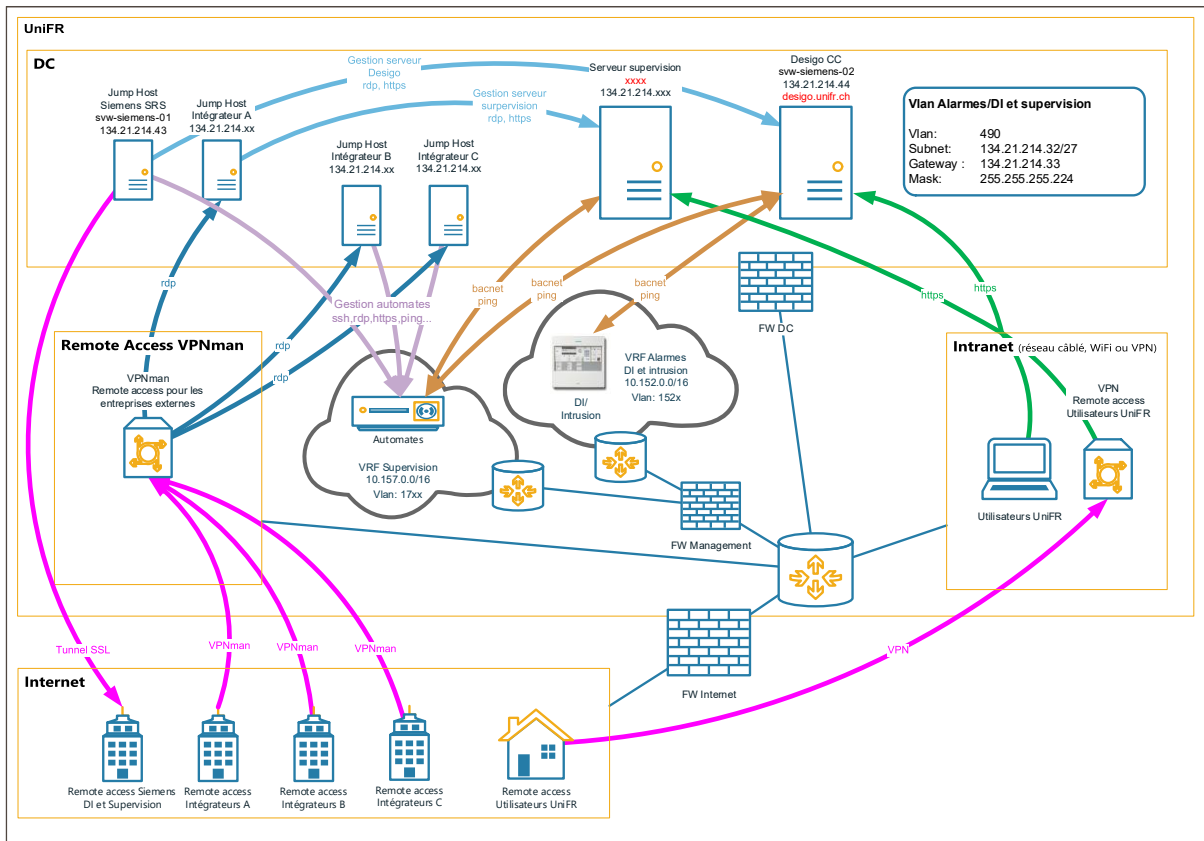 UniFR
DC
Jump Host
Siemens SRS
svw-siemens-01
134.21.214.43
Jump Host
Intégrateur A
134.21.214.xx
Gestion serveur
Desigo
rdp, https
Gestion serveur
surpervision
rdp, https
Jump Host
Intégrateur B
134.21.214.xx
Jump Host
Intégrateur C
134.21.214.xx
Serveur supervision
xxxx
134.21.214.xxx
Desigo CC
svw-siemens-02
134.21.214.44
desigo.unifr.ch
Vlan Alarmes/DI et supervision
Vlan: 490
Subnet: 134.21.214.32/27
Gateway : 134.21.214.33
Mask: 255.255.255.224
rdp
rdp
rdp
Gestion automates
ssh,rdp,https,ping...
bacnet
ping
bacnet
ping
bacnet
ping
https
https
FW DC
Remote Access VPNman
VPNman
Remote access pour les
entreprises externes
Automates
VRF Supervision
10.157.0.0/16
Vlan: 17xx
DI/
Intrusion
VRF Alarmes
DI et intrusion
10.152.0.0/16
Vlan: 152x
FW Management
Intranet (réseau câblé, WiFi ou VPN)
VPN
Remote access
Utilisateurs UniFR
Utilisateurs UniFR
Tunnel SSL
VPNman
VPNman
VPNman
VPN
FW Internet
Internet
Remote access Siemens
DI et Supervision
Remote access
Intégrateurs A
Remote access
Intégrateurs B
Remote access
Intégrateurs C
Remote access
Utilisateurs UniFR